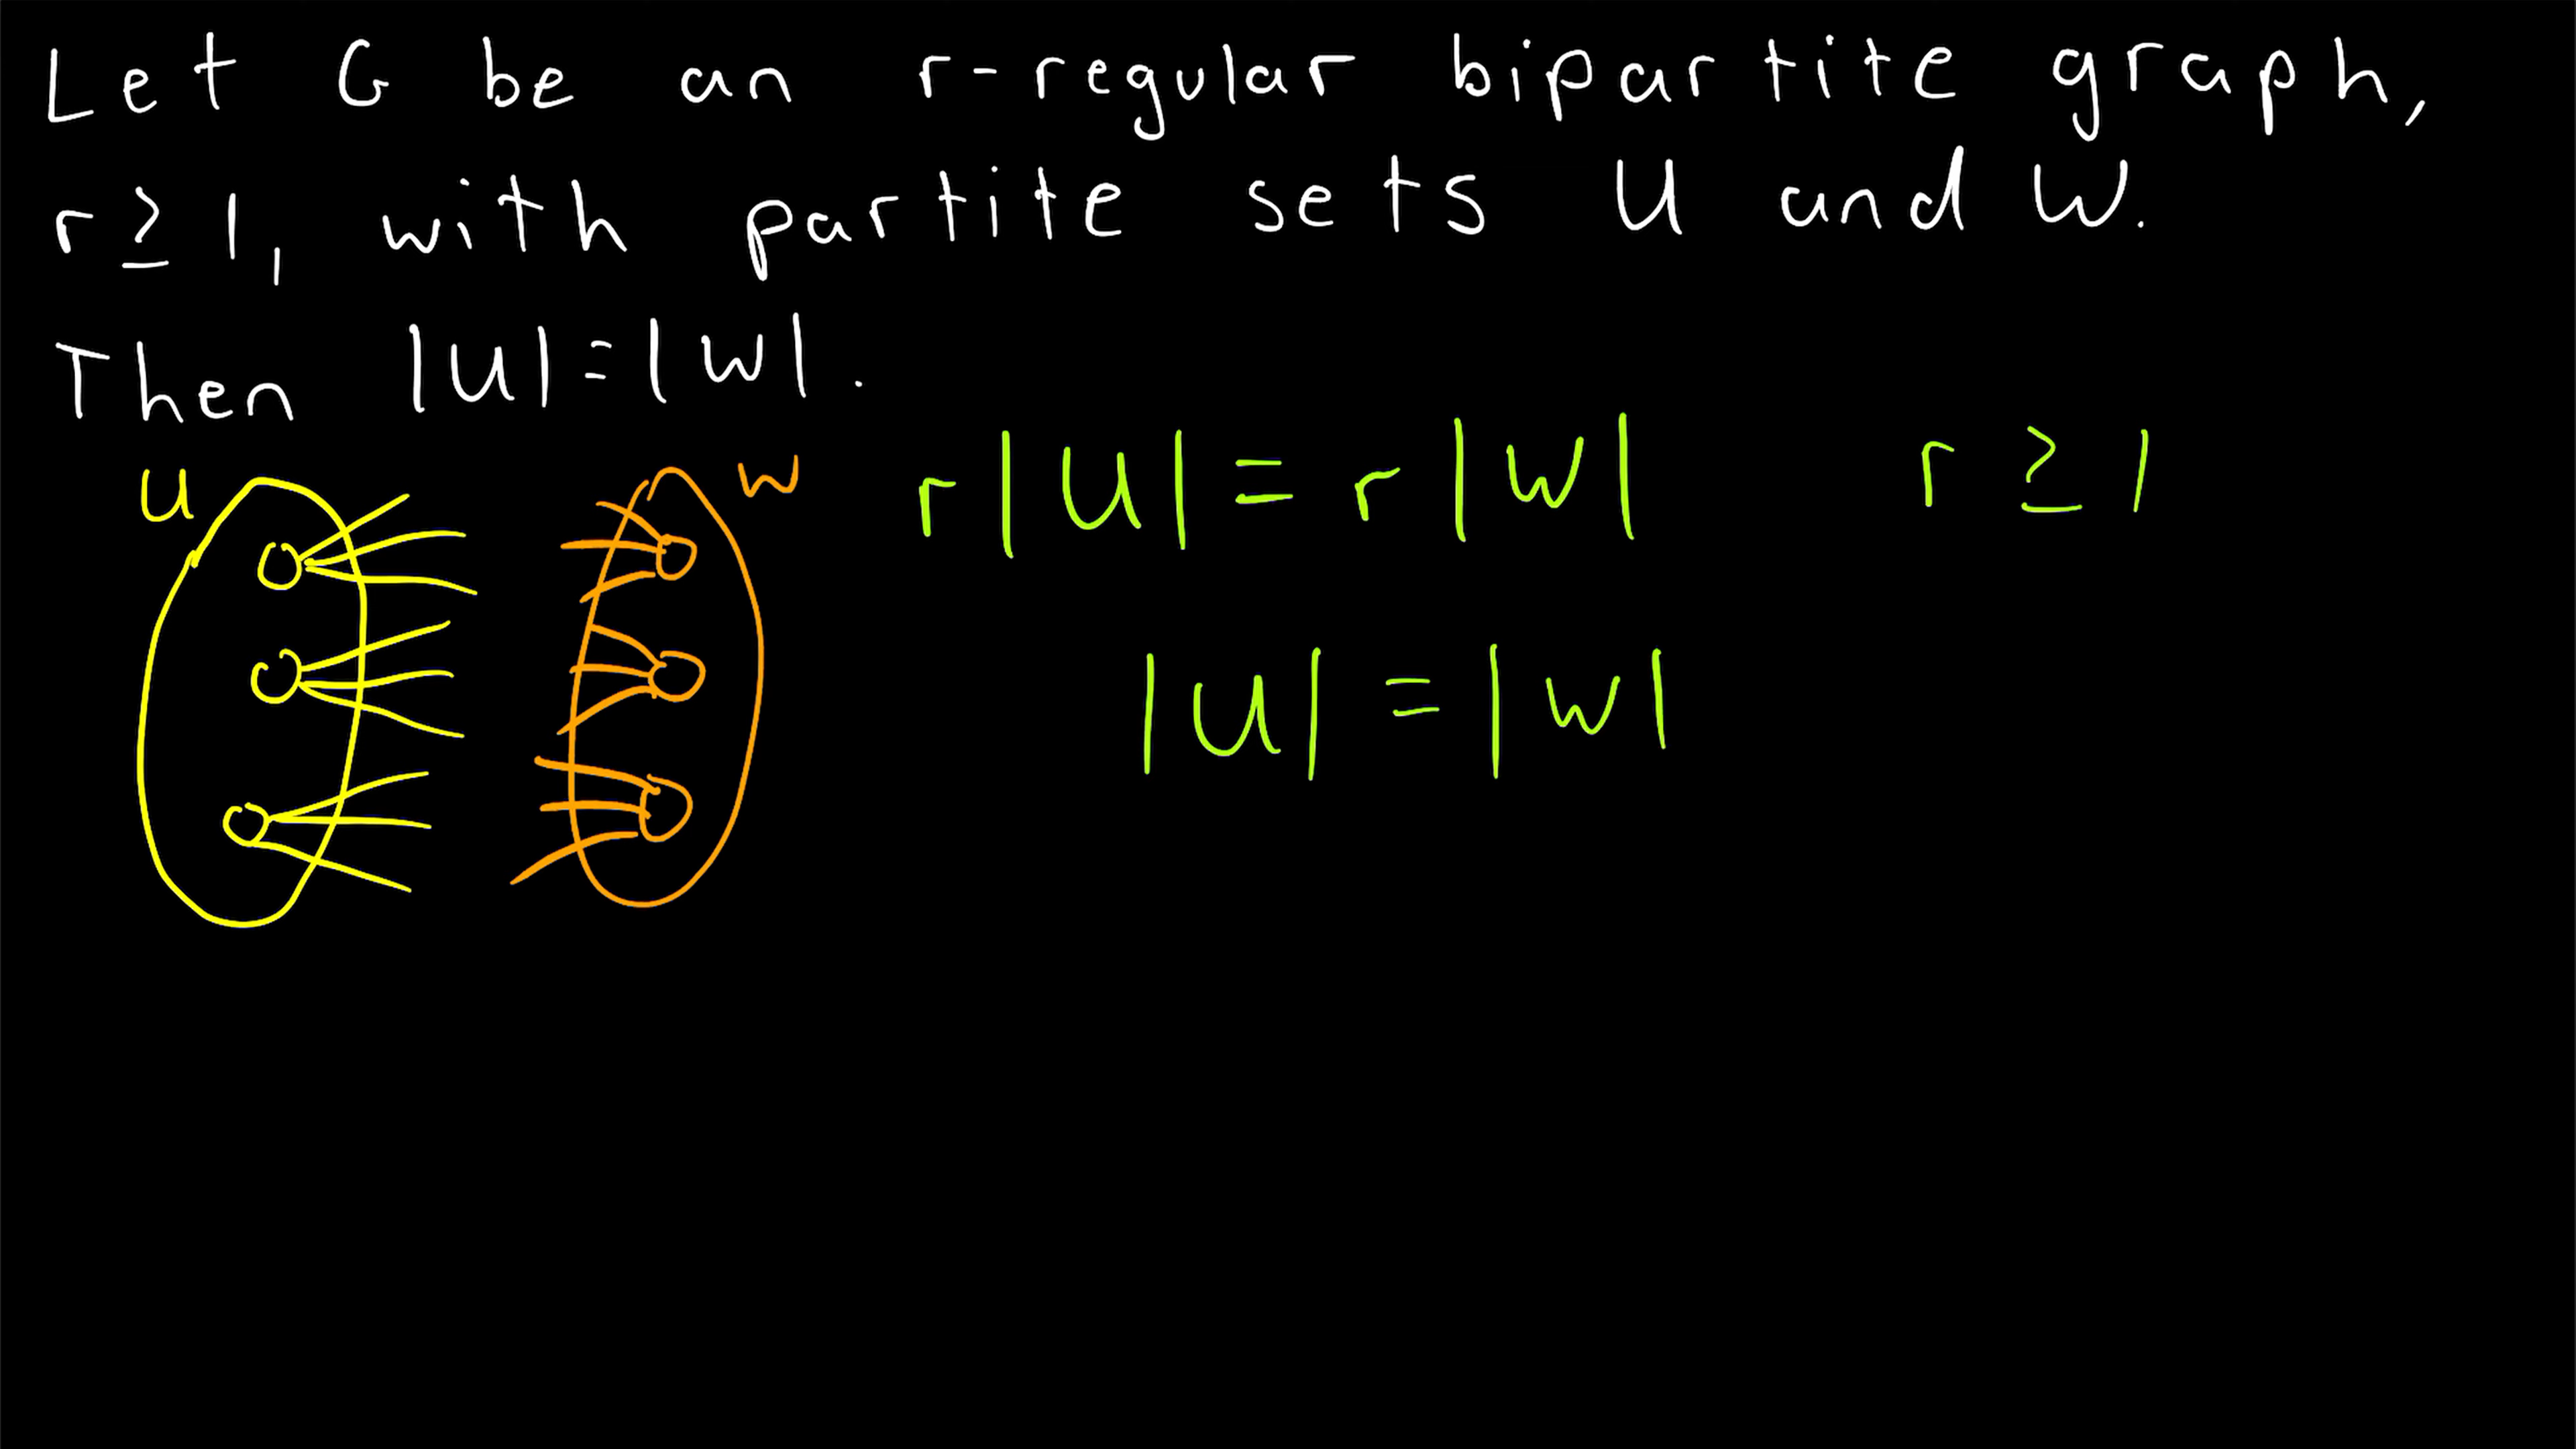 Let G be an r-regular bipartite graph,
r ≥ 1, with partite sets U and W.
Then |U| = |W|.
U
W
r|U| = r|W|
r ≥ 1
|U| = |W|